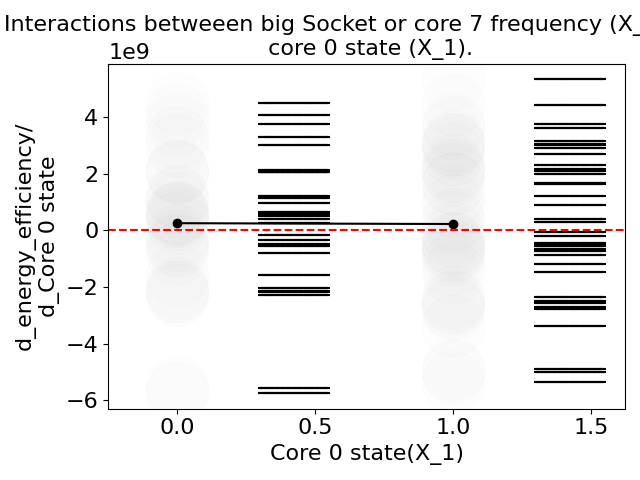 Interactions betweeen big Socket or core 7 frequency (X_
core 0 state (X_1).
1e9
d_energy_efficiency/
d_Core 0 state
4
2
0
−2
−4
−6
0.0 0.5 1.0 1.5
Core 0 state(X_1)